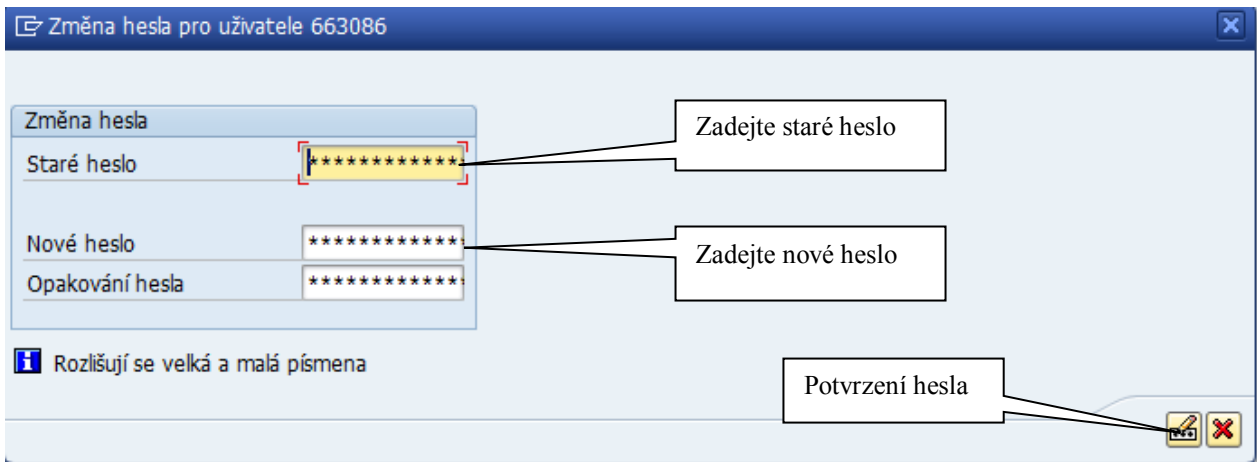 Změna hesla pro uživatele 663086
Změna hesla
Zadejte staré heslo
Staré heslo ************
Nové heslo ************
Zadejte nové heslo
Opakování hesla ************
Rozlišují se velká a malá písmena
Potvrzení hesla